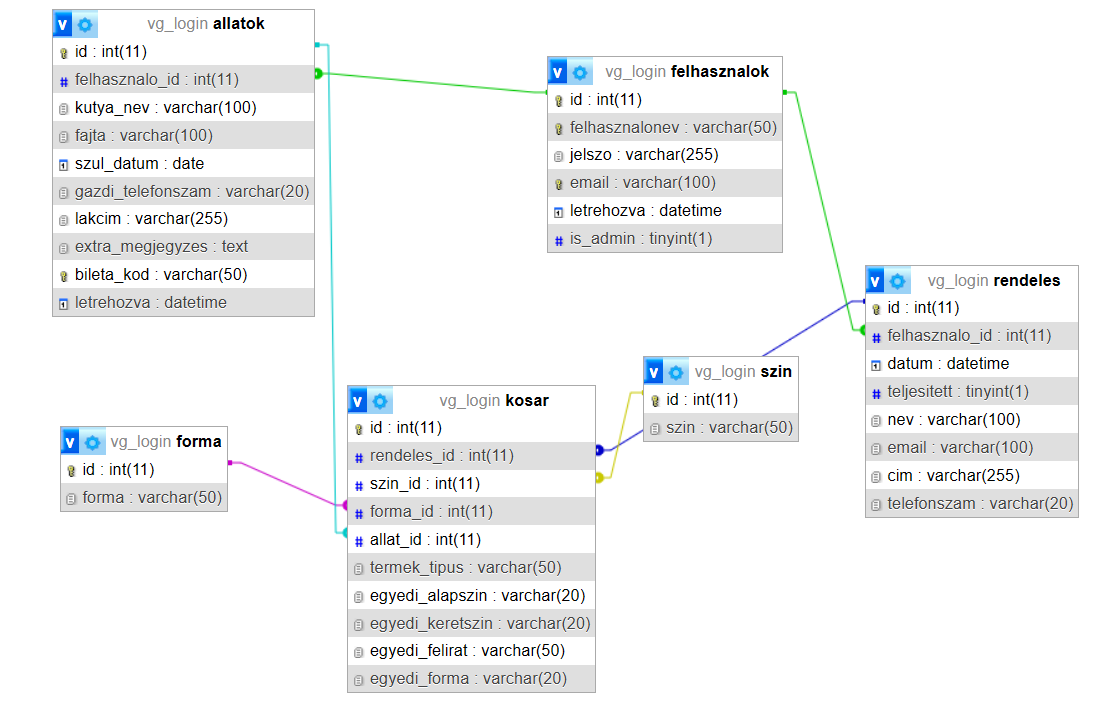 vg_login allatok
id : int(11)
felhasznalo_id : int(11)
kutya_nev : varchar(100)
fajta : varchar(100)
szul_datum : date
gazdi_telefonszam : varchar(20)
lakcim : varchar(255)
extra_megjegyzes : text
bileta_kod : varchar(50)
letrehozva : datetime
vg_login felhasznalok
id : int(11)
felhasznalonev : varchar(50)
jelszo : varchar(255)
email : varchar(100)
letrehozva : datetime
is_admin : tinyint(1)
vg_login rendeles
id : int(11)
felhasznalo_id : int(11)
datum : datetime
teljesitett : tinyint(1)
nev : varchar(100)
email : varchar(100)
cim : varchar(255)
telefonszam : varchar(20)
vg_login szin
id : int(11)
szin : varchar(50)
vg_login kosar
id : int(11)
rendeles_id : int(11)
szin_id : int(11)
forma_id : int(11)
allat_id : int(11)
termek_tipus : varchar(50)
egyedi_alapszin : varchar(20)
egyedi_keretszin : varchar(20)
egyedi_felirat : varchar(50)
egyedi_forma : varchar(20)
vg_login forma
id : int(11)
forma : varchar(50)